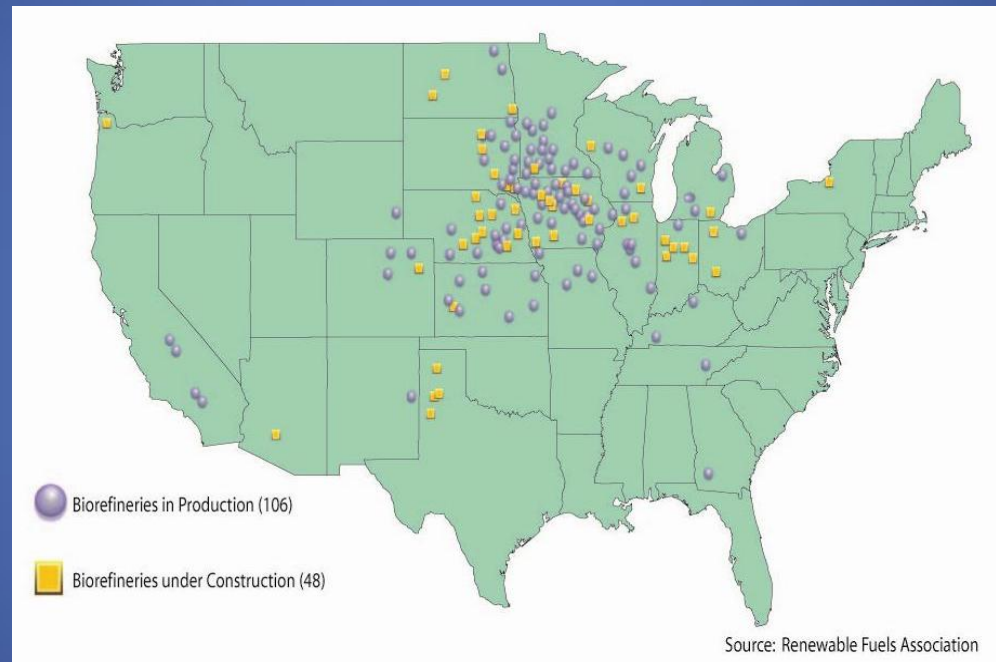 Biorefineries in Production (106)
Biorefineries under Construction (48)
Source: Renewable Fuels Association